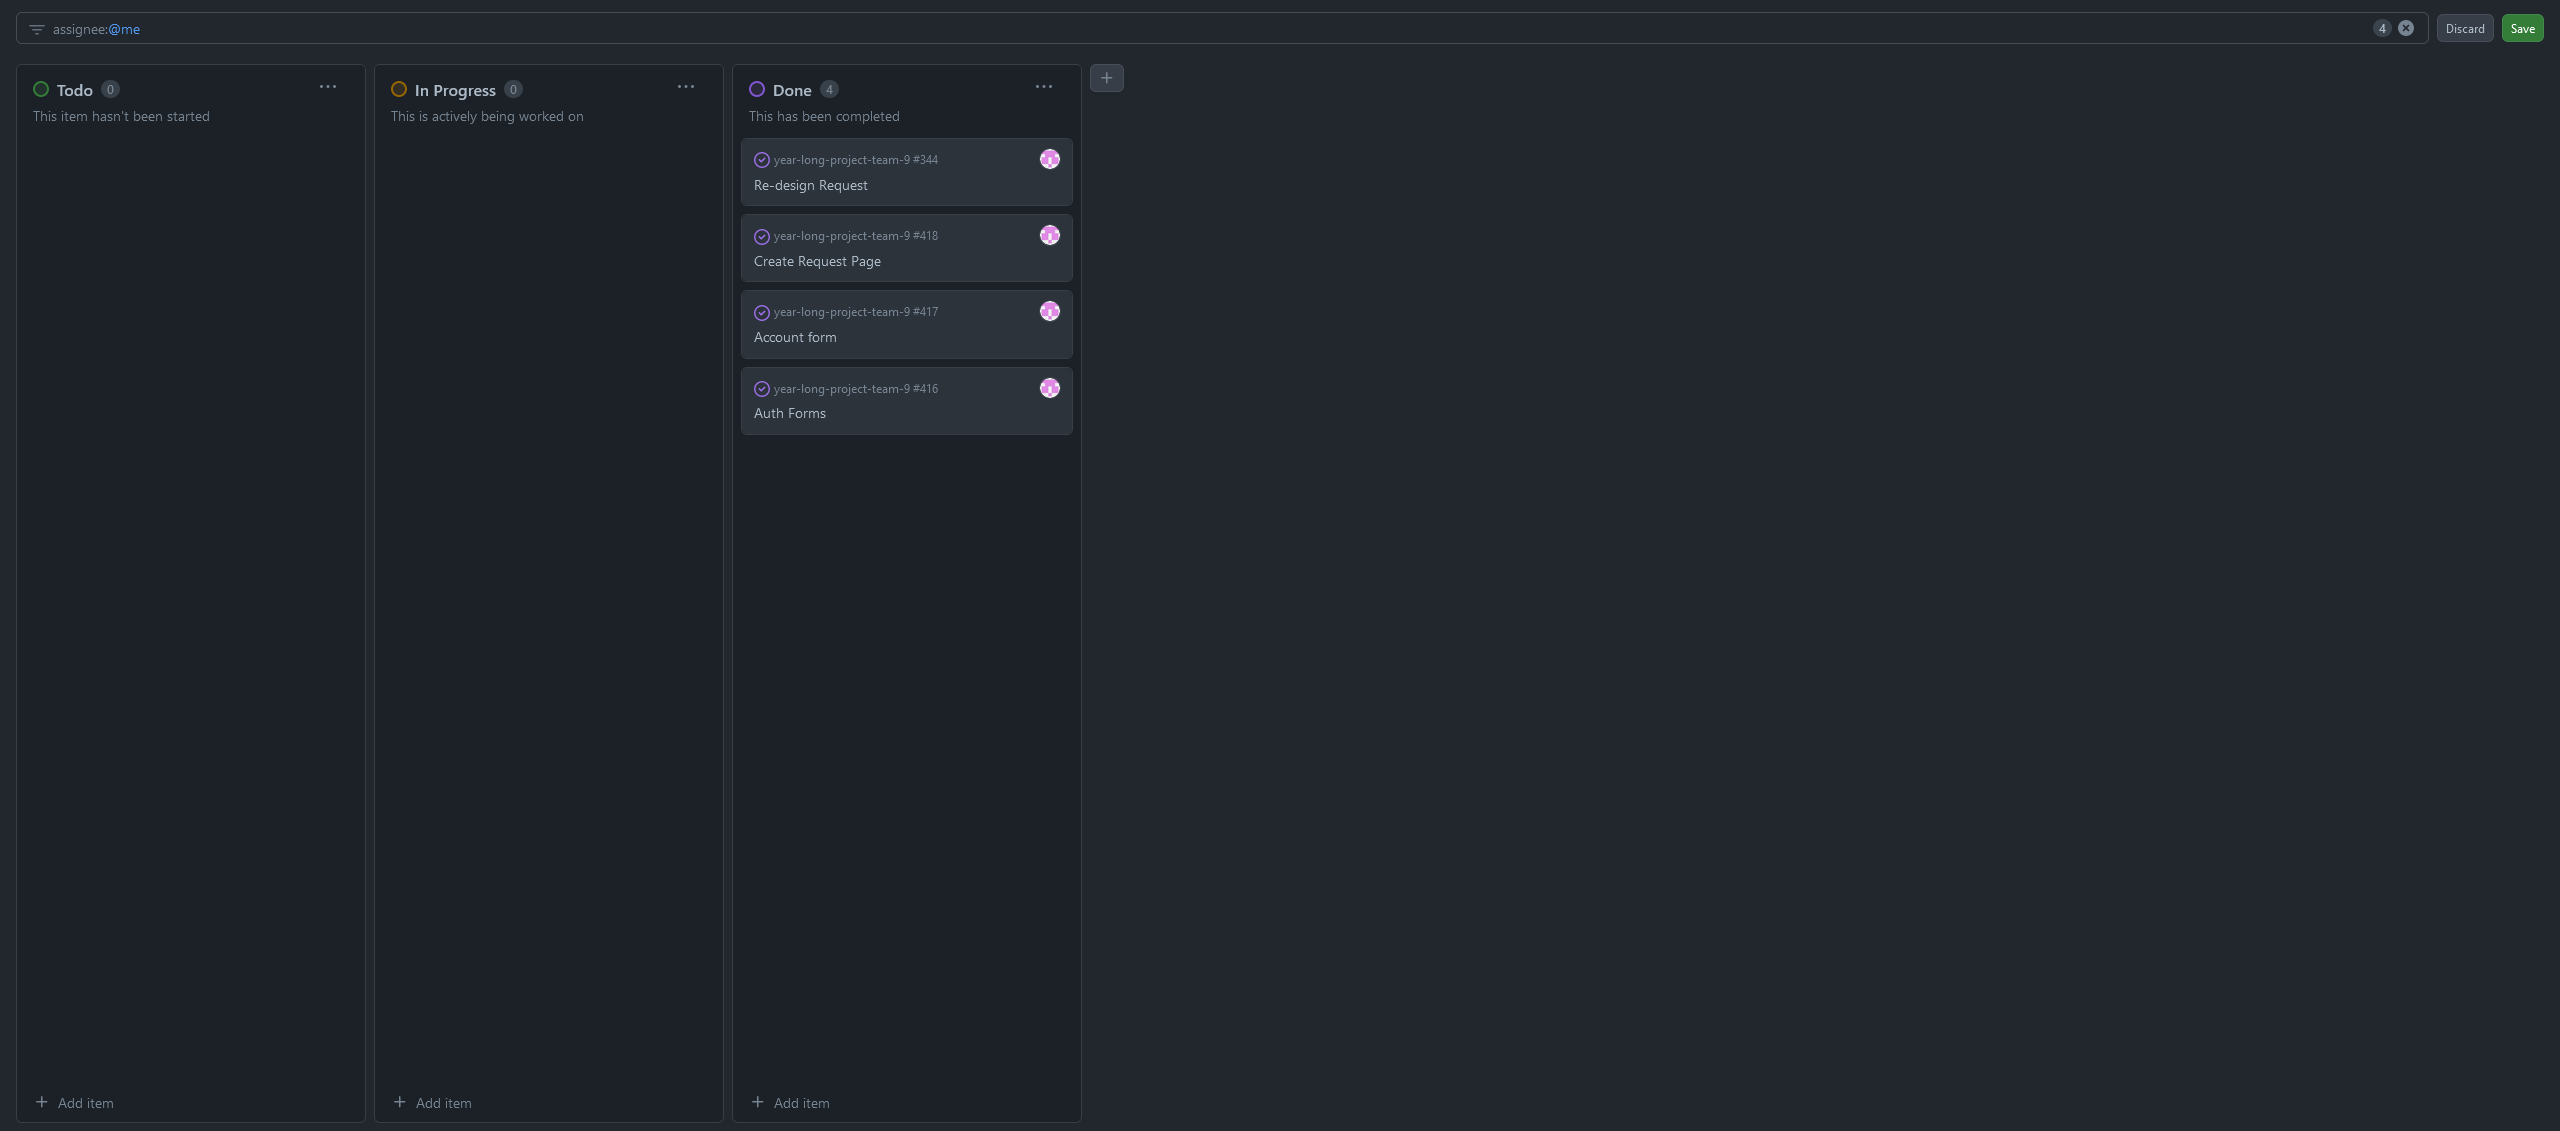 assignee:@me
4
Discard
Save
Todo 0
This item hasn't been started
Add item
In Progress 0
This is actively being worked on
Add item
Done 4
This has been completed
year-long-project-team-9 #344
Re-design Request
year-long-project-team-9 #418
Create Request Page
year-long-project-team-9 #417
Account form
year-long-project-team-9 #416
Auth Forms
Add item